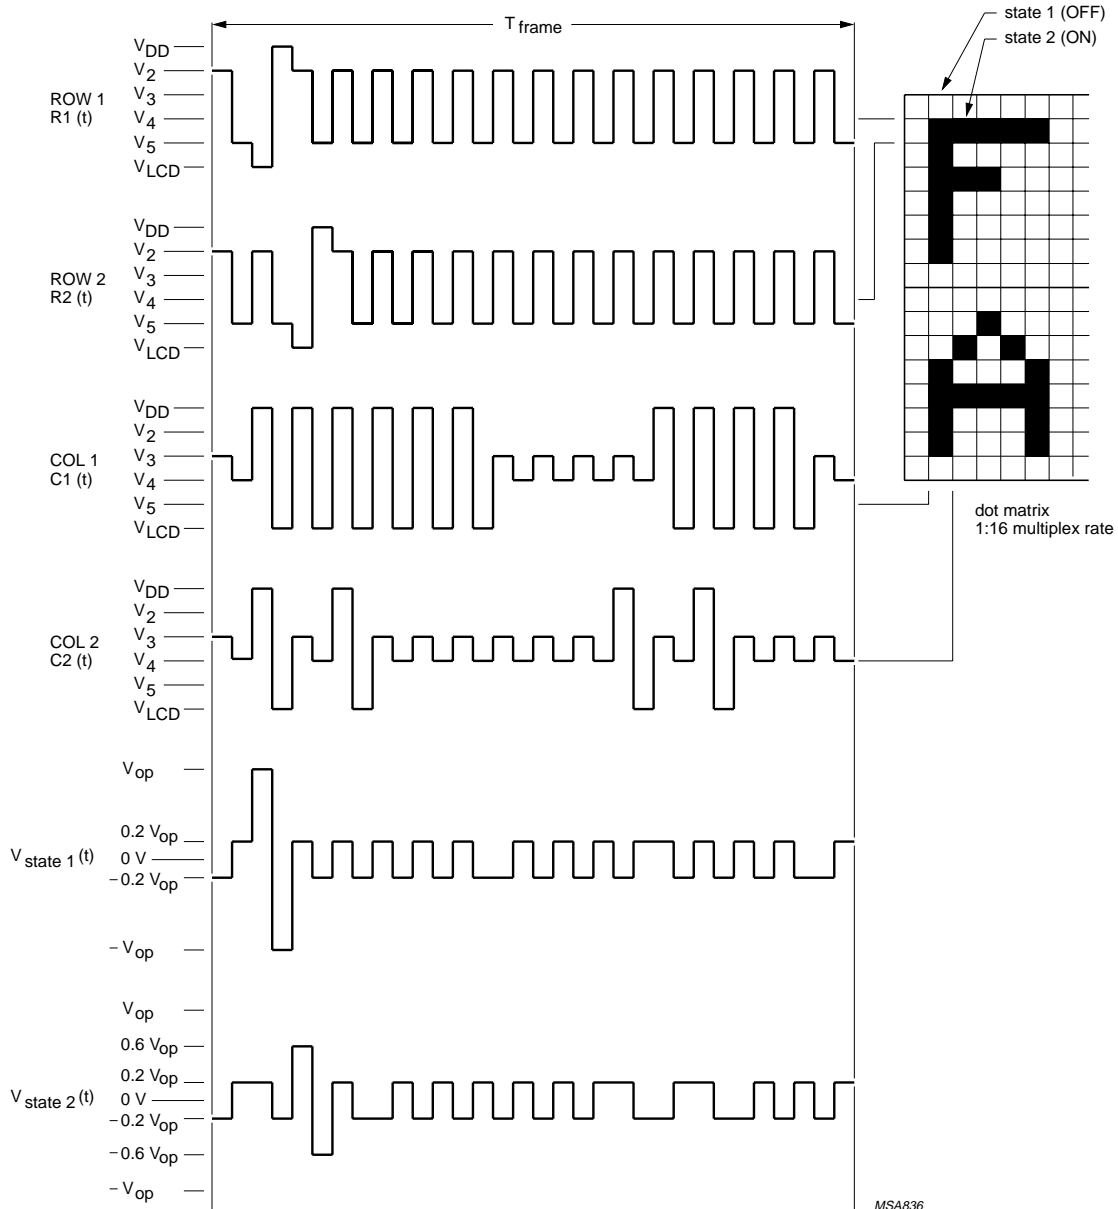 T frame
state 1 (OFF)
state 2 (ON)
ROW 1
R1 (t)
VDD
V2
V3
V4
V5
VLCD
ROW 2
R2 (t)
VDD
V2
V3
V4
V5
VLCD
COL 1
C1 (t)
VDD
V2
V3
V4
V5
VLCD
dot matrix
1:16 multiplex rate
COL 2
C2 (t)
VDD
V2
V3
V4
V5
VLCD
V state 1 (t)
Vop
0.2 Vop
0 V
−0.2 Vop
− Vop
V state 2 (t)
Vop
0.6 Vop
0.2 Vop
0 V
−0.2 Vop
−0.6 Vop
− Vop
MSA836